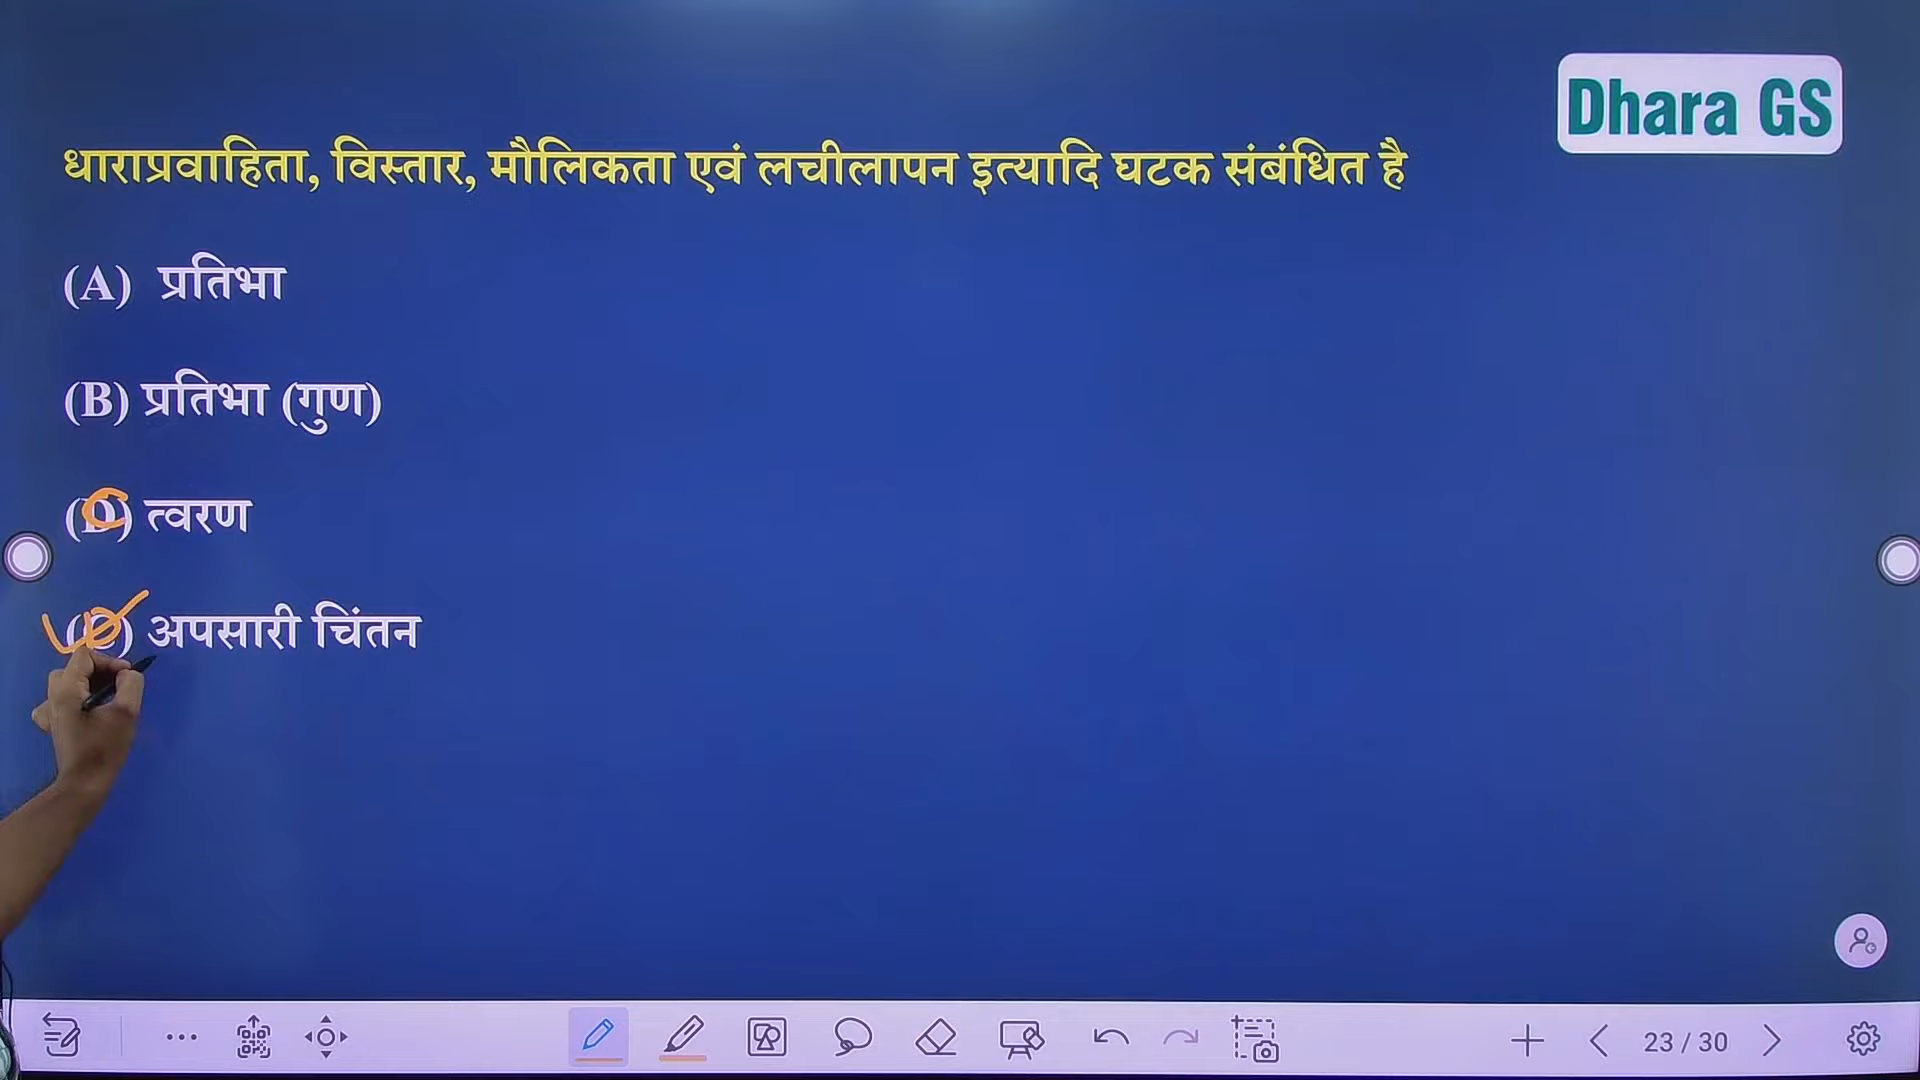 Dhara GS
धाराप्रवाहिता, विस्तार, मौलिकता एवं लचीलापन इत्यादि घटक संबंधित है
(A) प्रतिभा
(B) प्रतिभा (गुण)
(D) त्वरण
(C) अपसारी चिंतन
23 / 30